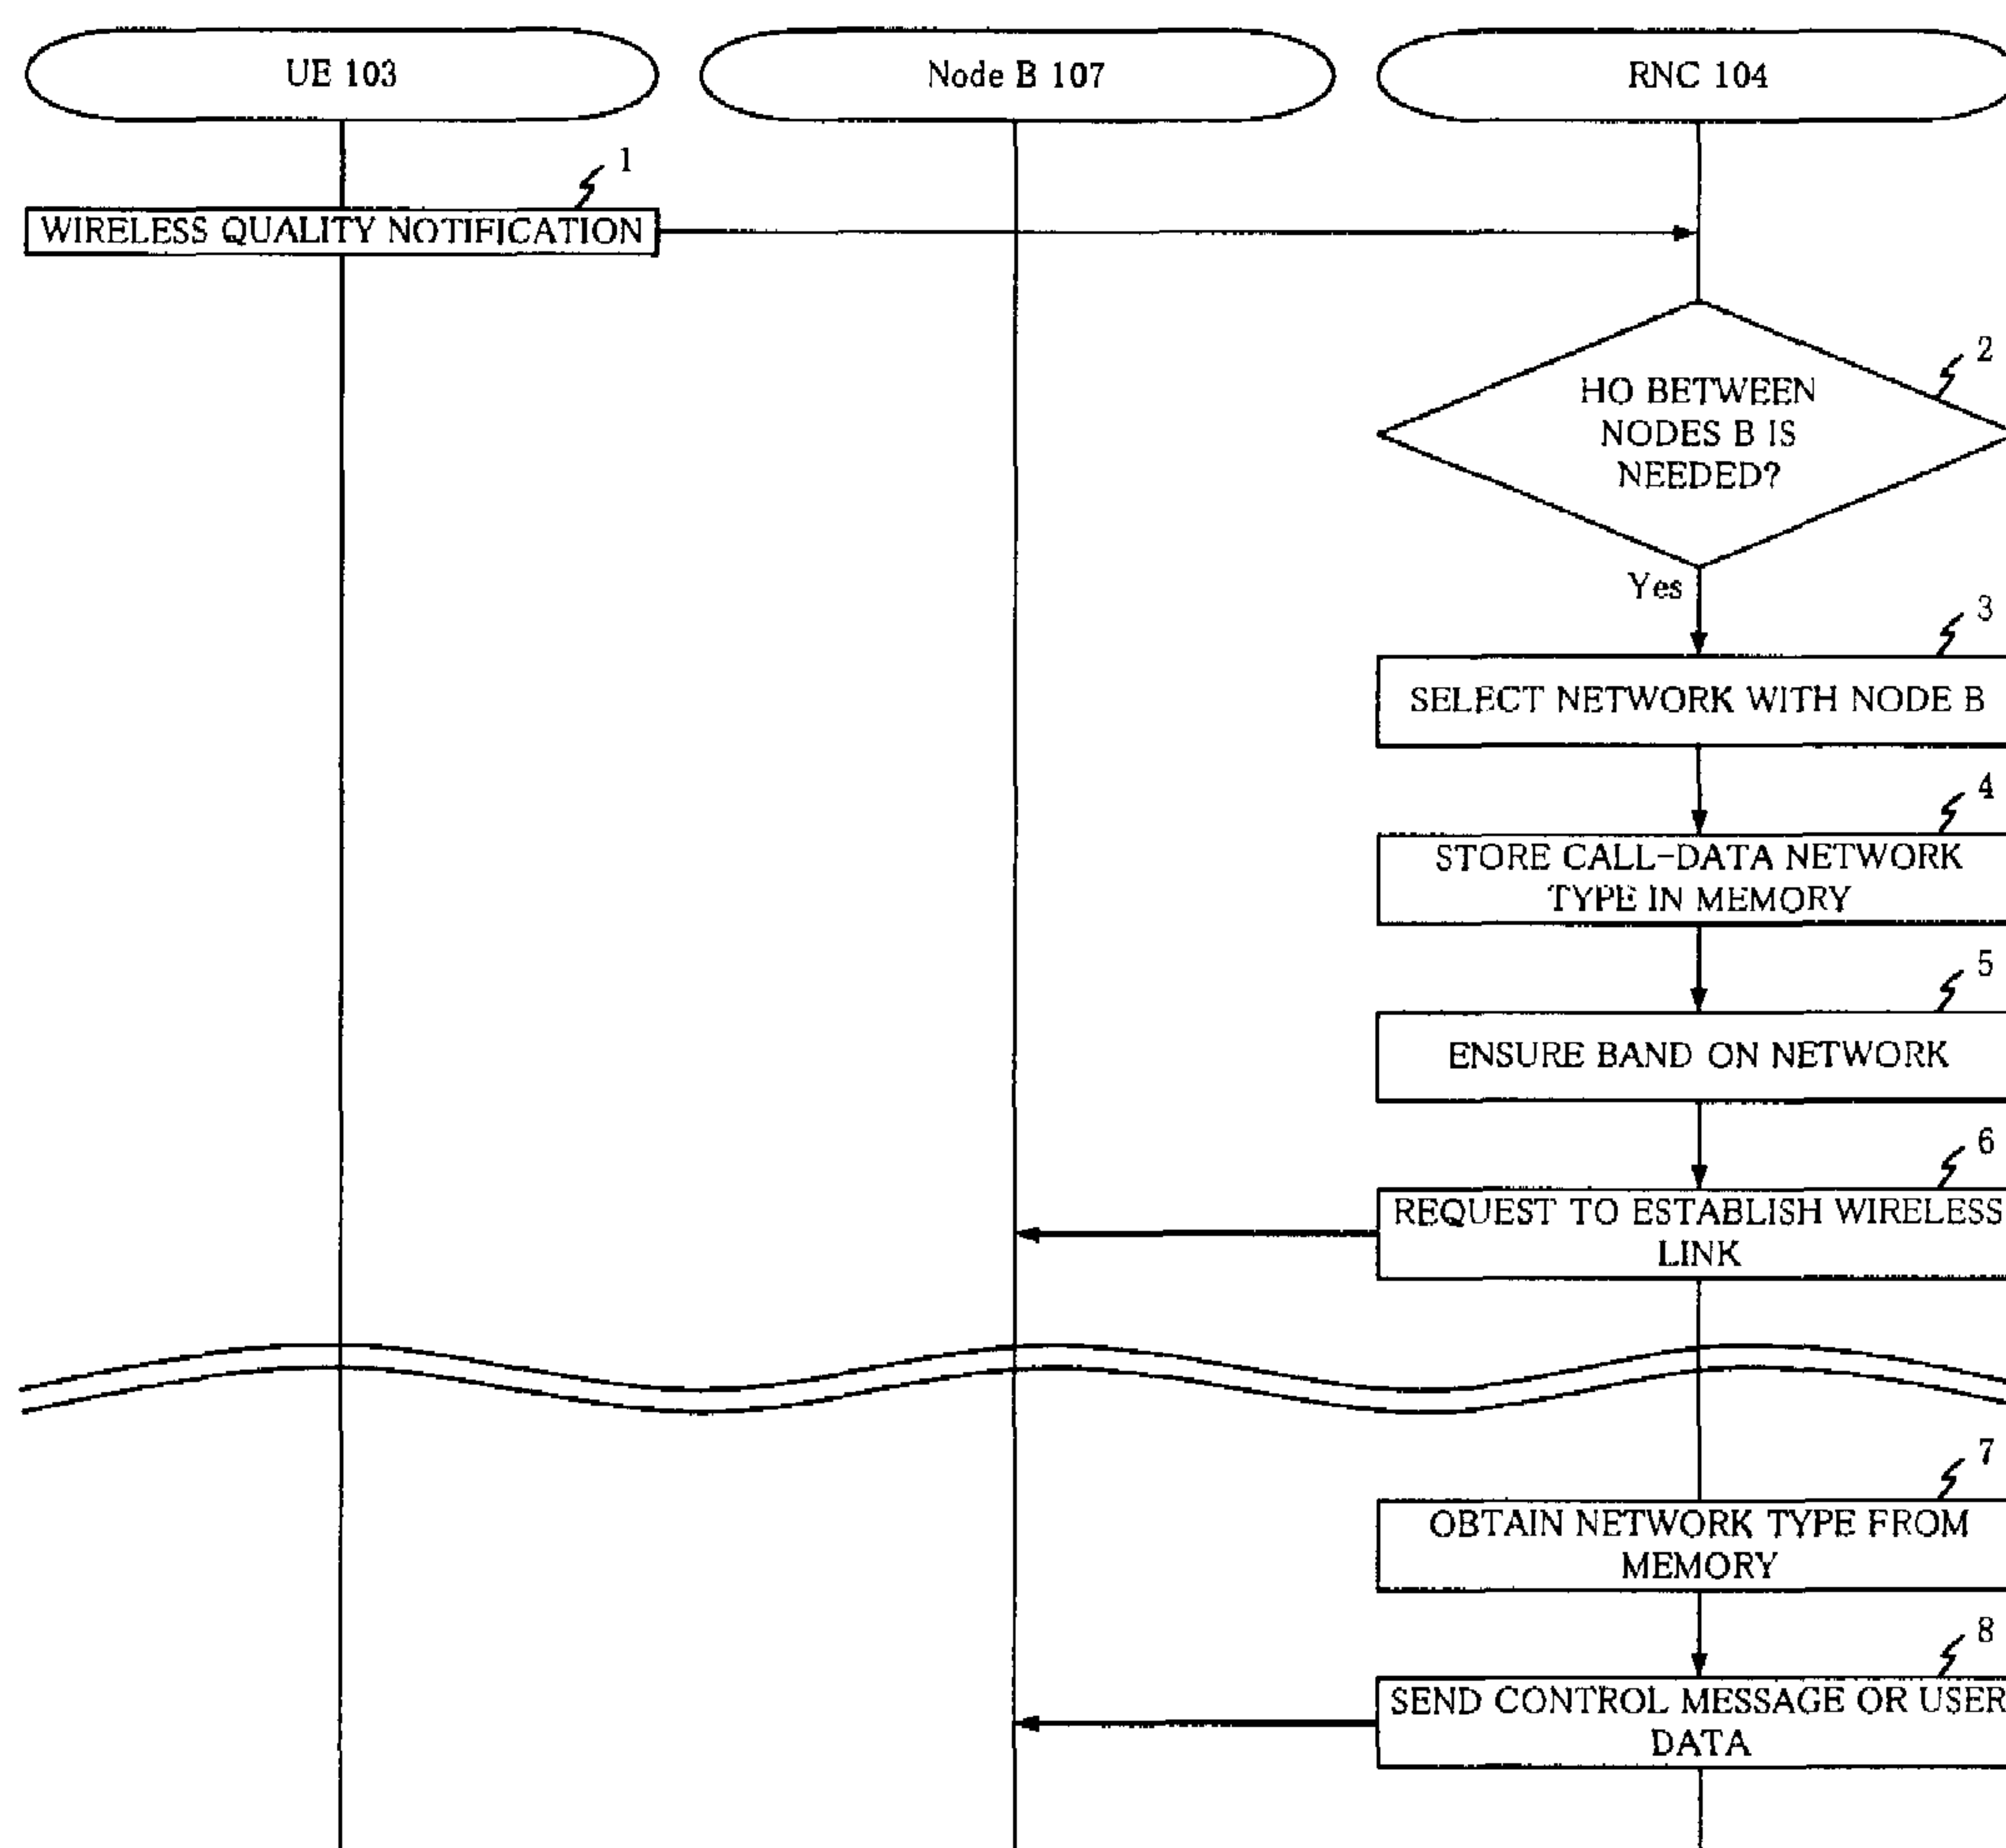 UE 103
Node B 107
RNC 104
1
WIRELESS QUALITY NOTIFICATION
2
HO BETWEEN
NODES B IS
NEEDED?
Yes
3
SELECT NETWORK WITH NODE B
4
STORE CALL-DATA NETWORK
TYPE IN MEMORY
5
ENSURE BAND ON NETWORK
6
REQUEST TO ESTABLISH WIRELESS
LINK
7
OBTAIN NETWORK TYPE FROM
MEMORY
8
SEND CONTROL MESSAGE OR USER
DATA